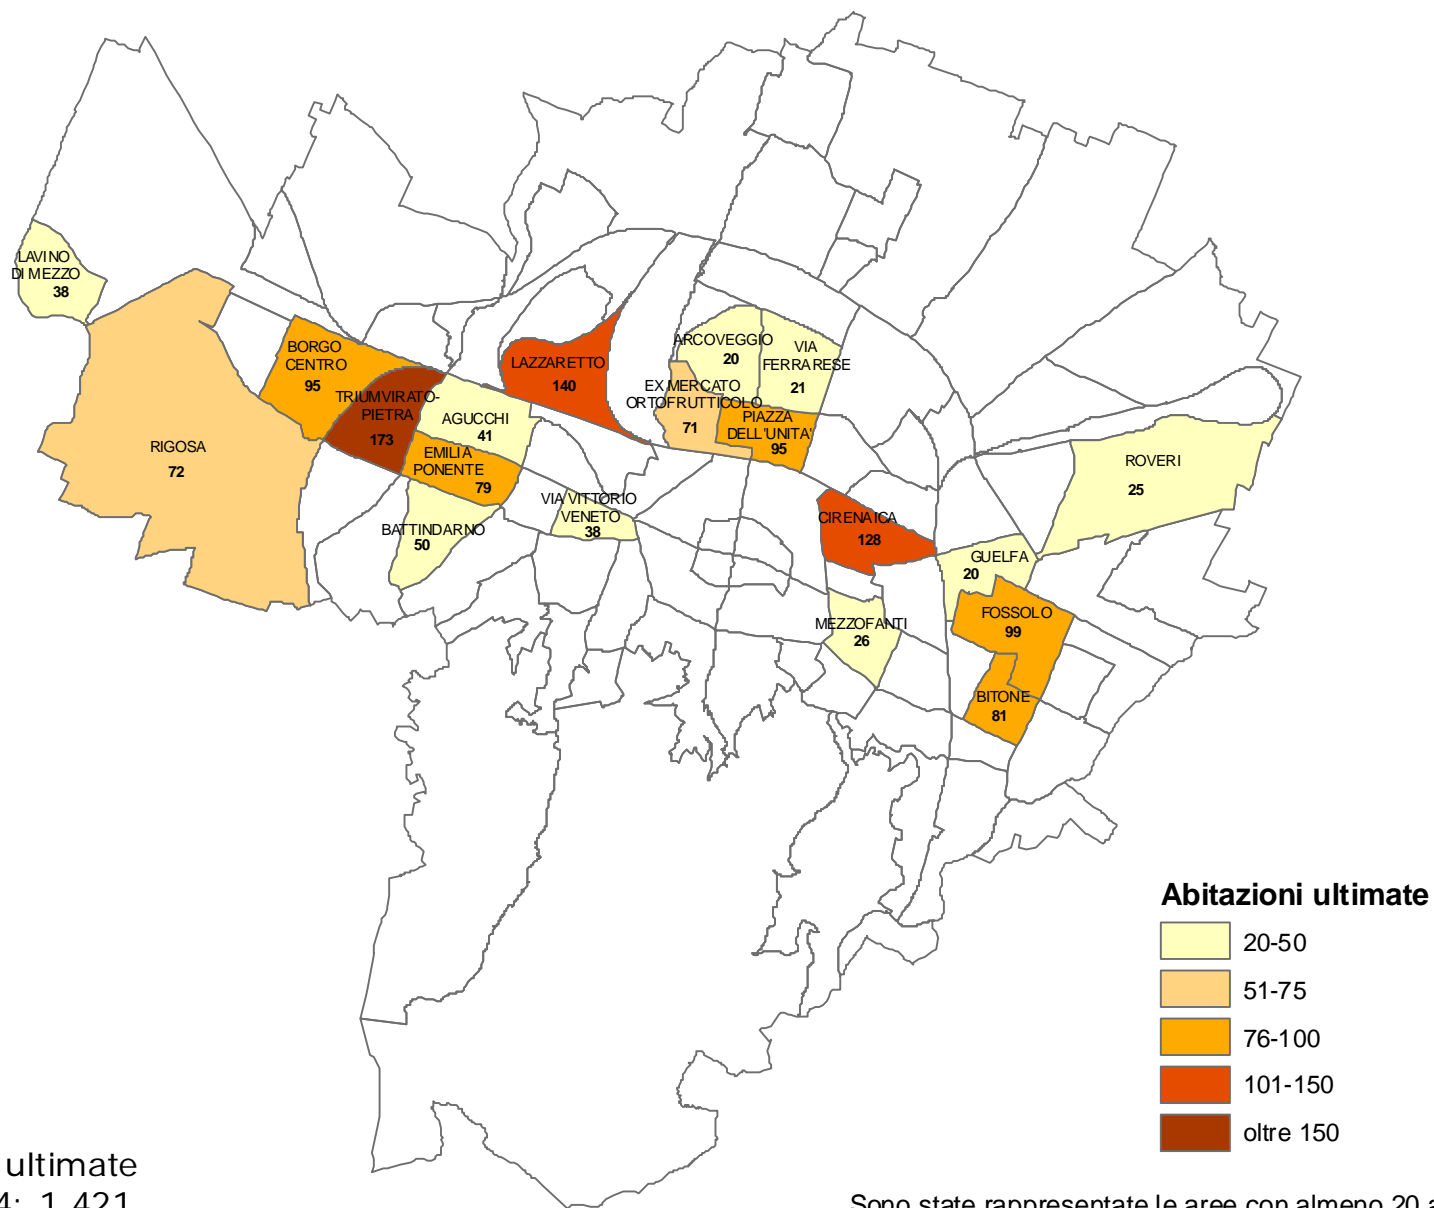 LAVINO
DI MEZZO
38
RIGOSA
72
BORGO
CENTRO
95
TRIUMVIRATO-
PIETRA
173
AGUCCHI
41
EMILIA
PONENTE
79
BATTINDARNO
50
LAZZARETTO
140
VIA VITTORIO
VENETO
38
ARCOVEGGIO
20
VIA
FERRARESE
21
EX MERCATO
ORTOFRUTTICOLO
71
PIAZZA
DELL'UNITA'
95
CIRENAICA
128
MEZZOFANTI
26
ROVERI
25
GUELFA
20
FOSSOLO
99
BITONE
81
Abitazioni ultimate
20-50
51-75
76-100
101-150
oltre 150
ultimate
4: 1.421
Sono state rappresentate le aree con almeno 20 a